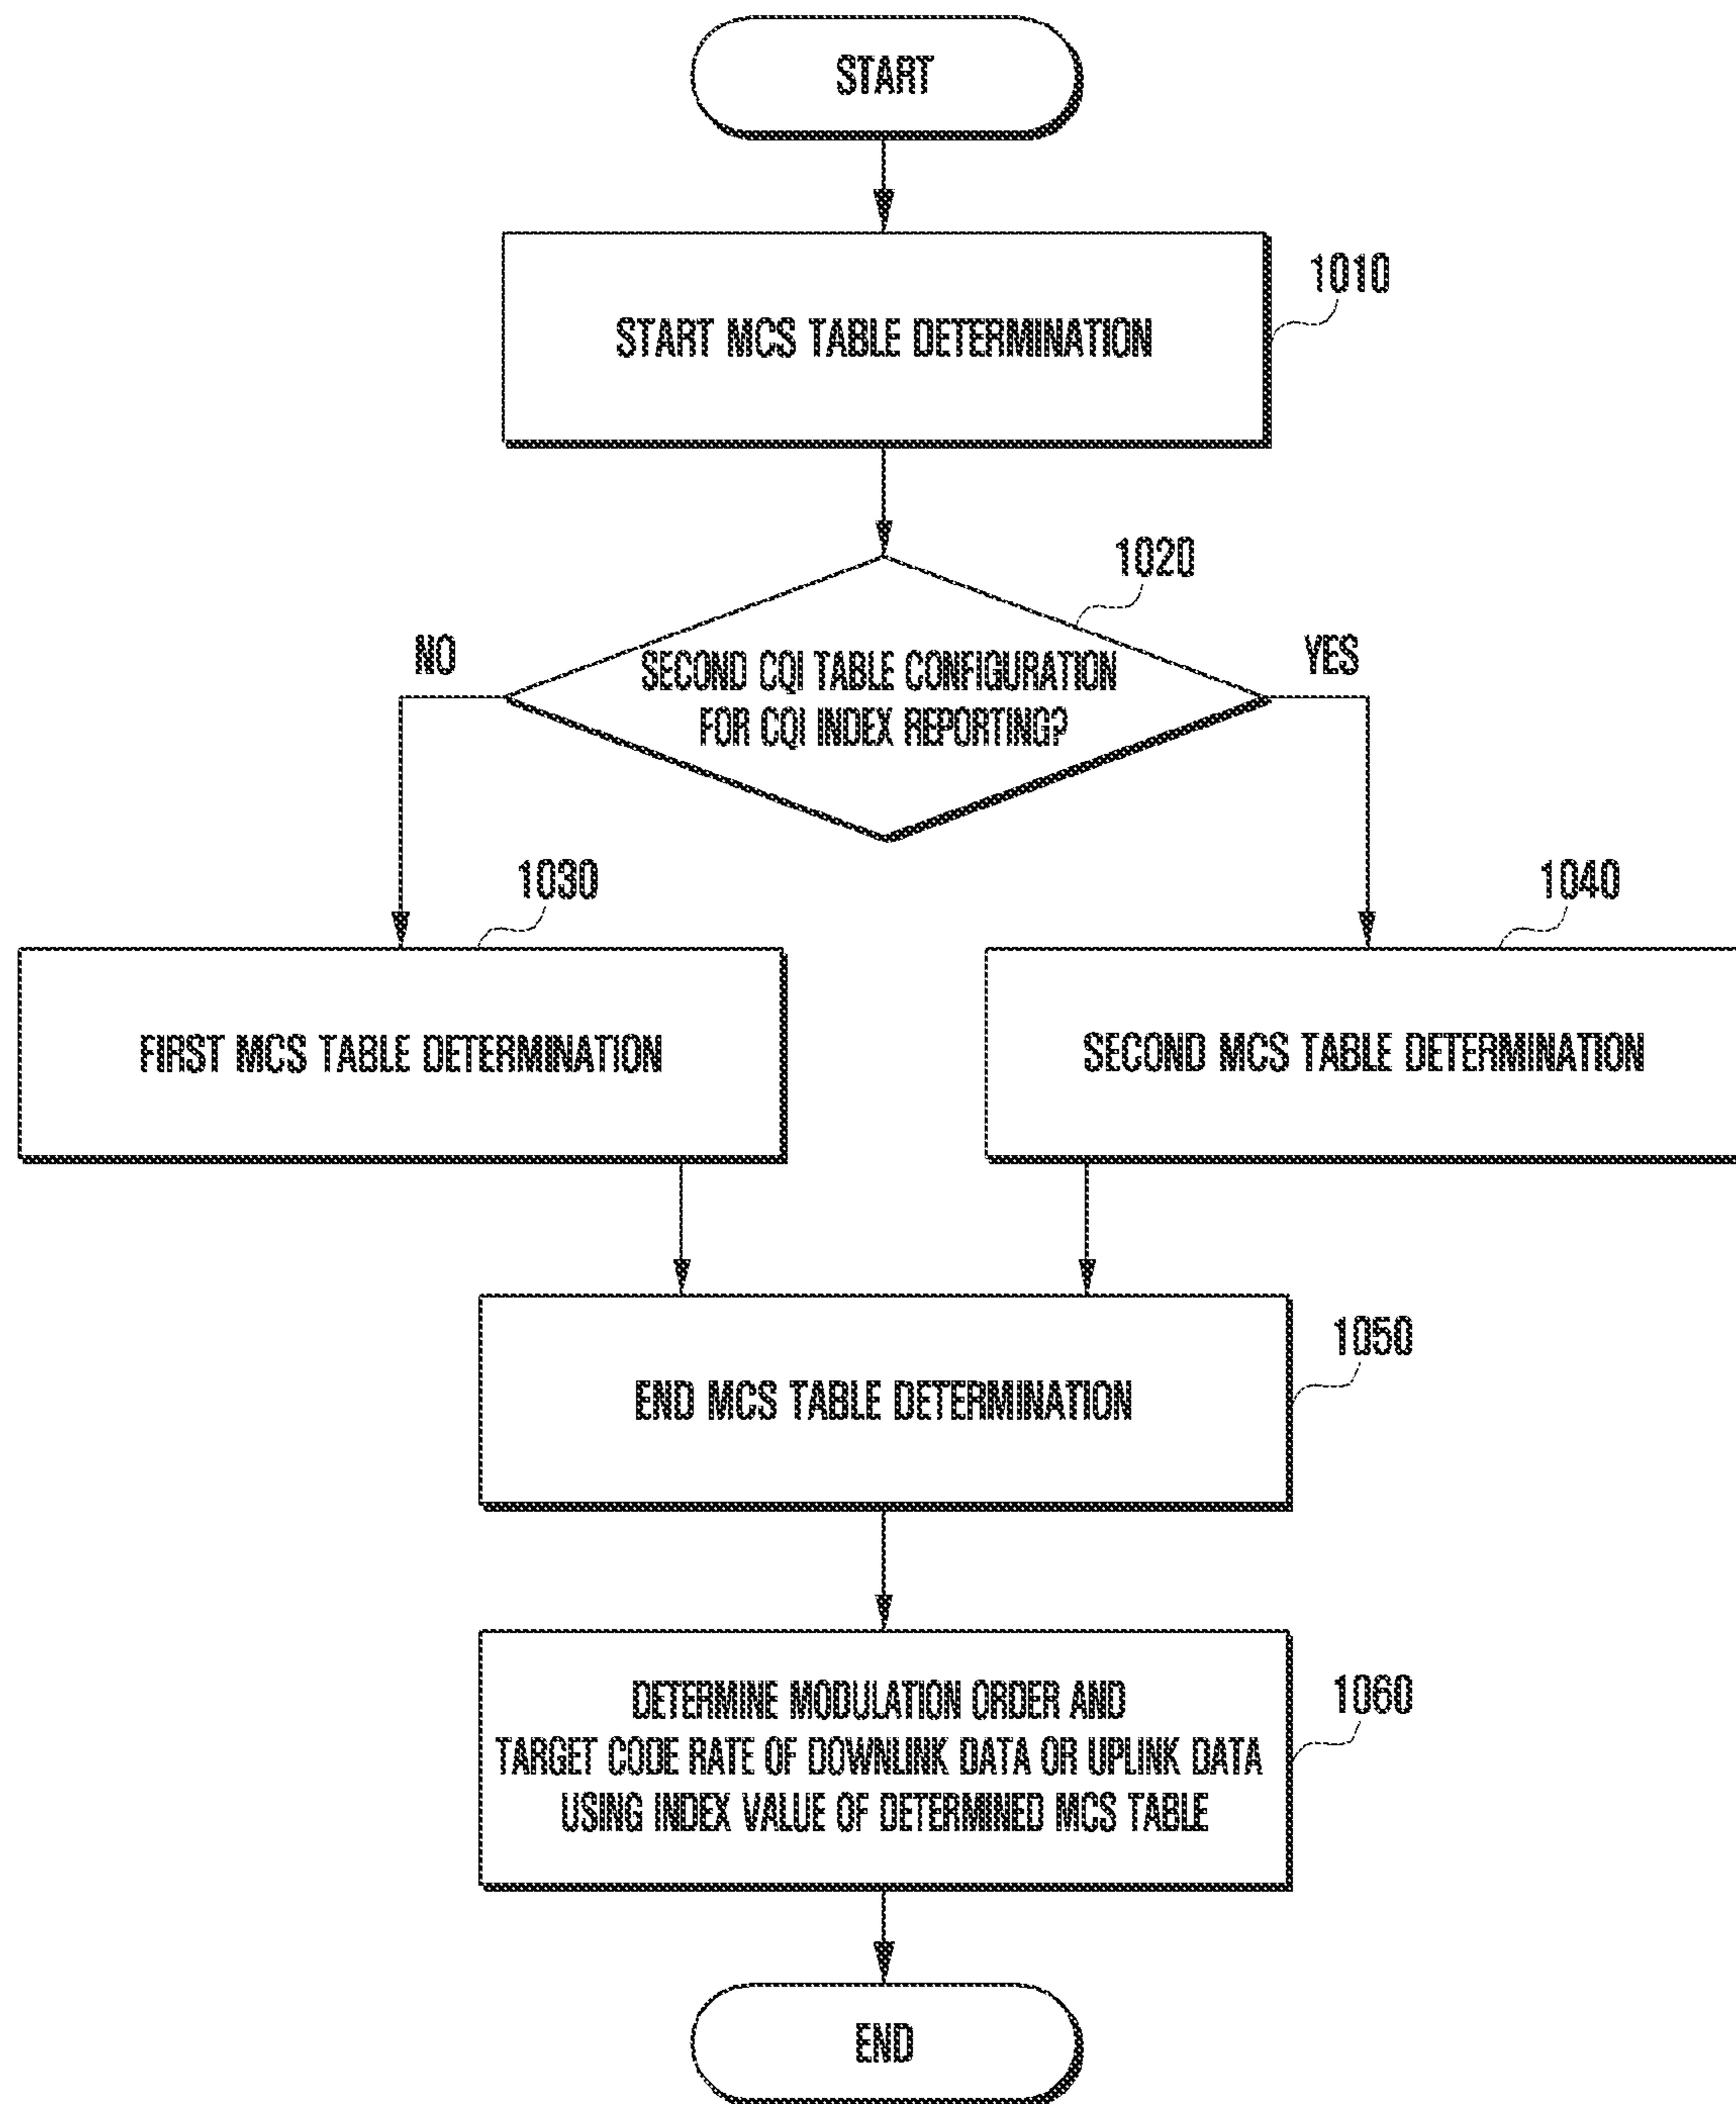 START
START MCS TABLE DETERMINATION
1010
1020
NO
SECOND CQI TABLE CONFIGURATION
FOR CQI INDEX REPORTING?
YES
1030
1040
FIRST MCS TABLE DETERMINATION
SECOND MCS TABLE DETERMINATION
1050
END MCS TABLE DETERMINATION
1060
DETERMINE MODULATION ORDER AND
TARGET CODE RATE OF DOWNLINK DATA OR UPLINK DATA
USING INDEX VALUE OF DETERMINED MCS TABLE
END